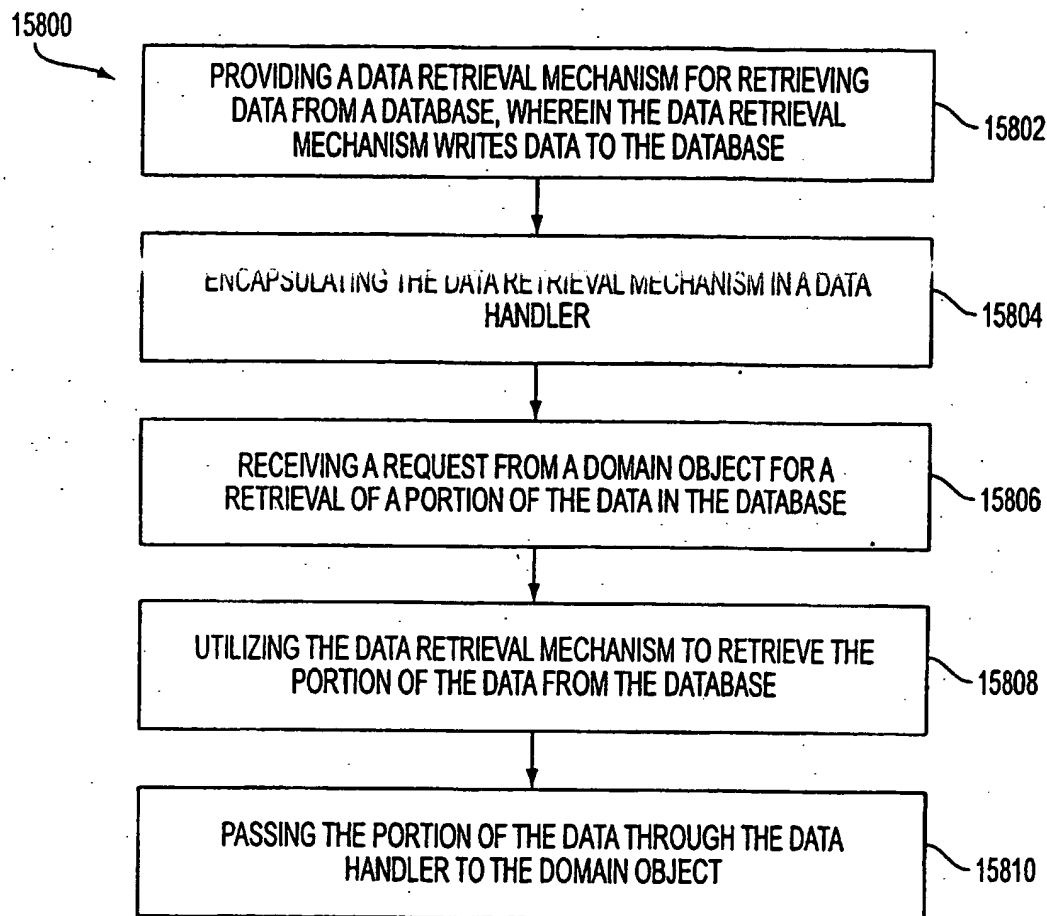 15800
PROVIDING A DATA RETRIEVAL MECHANISM FOR RETRIEVING
DATA FROM A DATABASE, WHEREIN THE DATA RETRIEVAL
MECHANISM WRITES DATA TO THE DATABASE
15802
ENCAPSULATING THE DATA RETRIEVAL MECHANISM IN A DATA
HANDLER
15804
RECEIVING A REQUEST FROM A DOMAIN OBJECT FOR A
RETRIEVAL OF A PORTION OF THE DATA IN THE DATABASE
15806
UTILIZING THE DATA RETRIEVAL MECHANISM TO RETRIEVE THE
PORTION OF THE DATA FROM THE DATABASE
15808
PASSING THE PORTION OF THE DATA THROUGH THE DATA
HANDLER TO THE DOMAIN OBJECT
15810